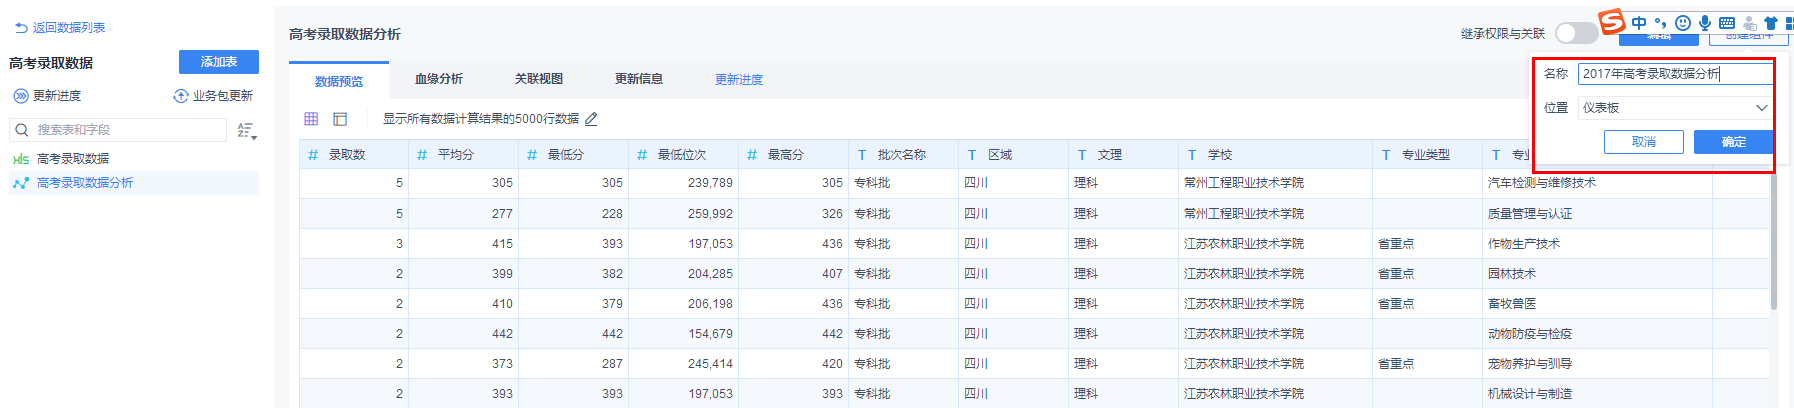 返回数据列表
高考录取数据
添加表
更新进度
业务包更新
搜索表和字段
高考录取数据
高考录取数据分析
高考录取数据分析
继承权限与关联
中
编辑
创建组件
数据预览 血缘分析 关联视图 更新信息 更新进度
显示所有数据计算结果的5000行数据
名称 2017年高考录取数据分析
位置 仪表板
取消 确定
# 录取数 # 平均分 # 最低分 # 最低位次 # 最高分 T 批次名称 T 区域 T 文理 T 学校 T 专业类型 T 专业
5 305 305 239,789 305 专科批 四川 理科 常州工程职业技术学院 汽车检测与维修技术
5 277 228 259,992 326 专科批 四川 理科 常州工程职业技术学院 质量管理与认证
3 415 393 197,053 436 专科批 四川 理科 江苏农林职业技术学院 省重点 作物生产技术
2 399 382 204,285 407 专科批 四川 理科 江苏农林职业技术学院 省重点 园林技术
2 410 379 206,198 436 专科批 四川 理科 江苏农林职业技术学院 省重点 畜牧兽医
2 442 442 154,679 442 专科批 四川 理科 江苏农林职业技术学院 动物防疫与检疫
2 373 287 245,414 420 专科批 四川 理科 江苏农林职业技术学院 省重点 宠物养护与驯导
2 393 393 197,053 393 专科批 四川 理科 江苏农林职业技术学院 机械设计与制造